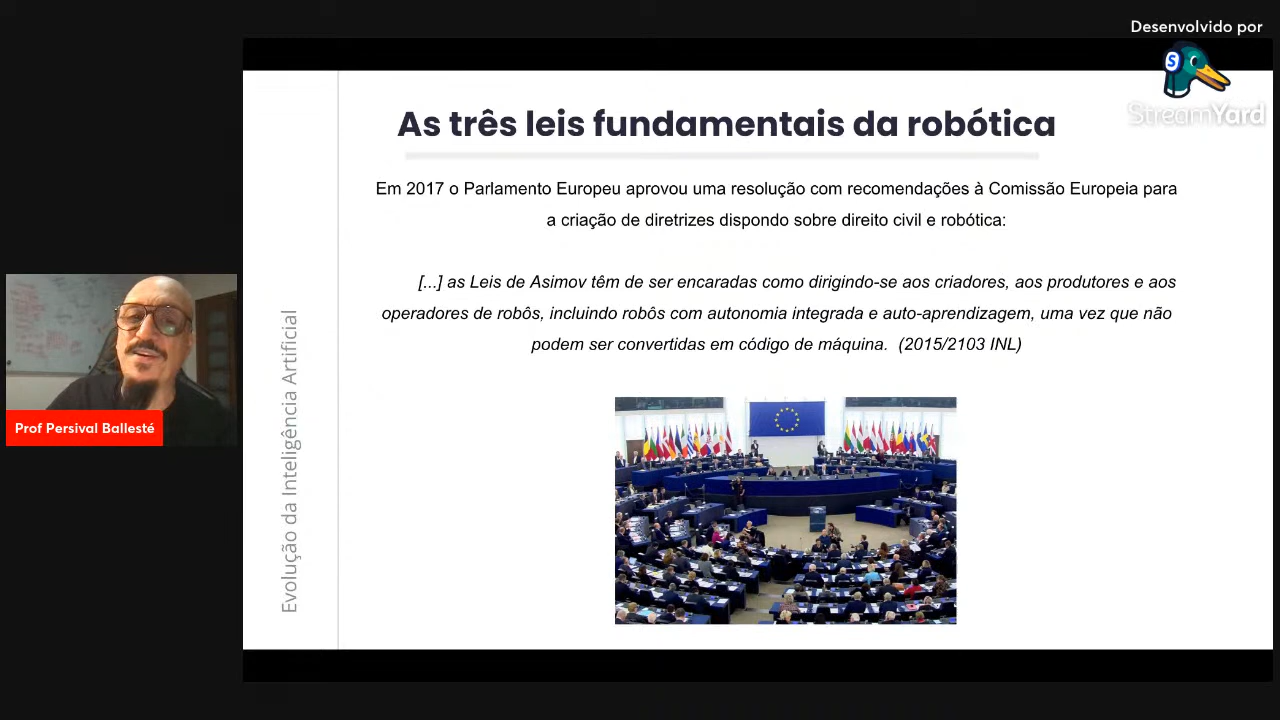 Desenvolvido por
S
StreamYard
As três leis fundamentais da robótica
Em 2017 o Parlamento Europeu aprovou uma resolução com recomendações à Comissão Europeia para
a criação de diretrizes dispondo sobre direito civil e robótica:
[...] as Leis de Asimov têm de ser encaradas como dirigindo-se aos criadores, aos produtores e aos
operadores de robôs, incluindo robôs com autonomia integrada e auto-aprendizagem, uma vez que não
podem ser convertidas em código de máquina. (2015/2103 INL)
Evolução da Inteligência Artificial
Prof Persival Ballesté